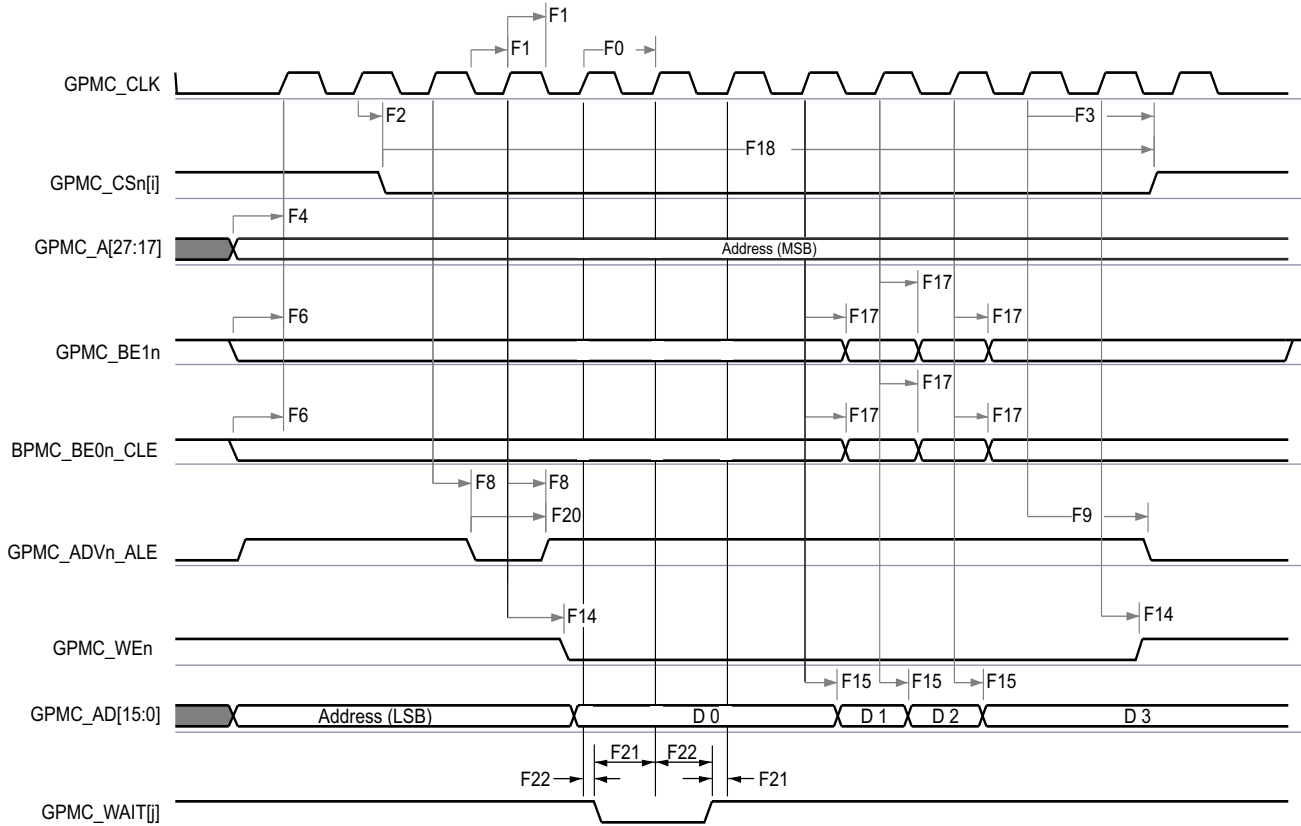 F1
F1 F0
GPMC_CLK
F2 F3
F18
GPMC_CSn[i]
F4
GPMC_A[27:17] Address (MSB)
F17
F6 F17 F17
GPMC_BE1n
F17
F6 F17 F17
BPMC_BE0n_CLE
F8 F8
F20 F9
GPMC_ADVn_ALE
F14 F14
GPMC_WEn
F15 F15 F15
GPMC_AD[15:0] Address (LSB) D 0 D 1 D 2 D 3
F21 F22
F22 F21
GPMC_WAIT[j]